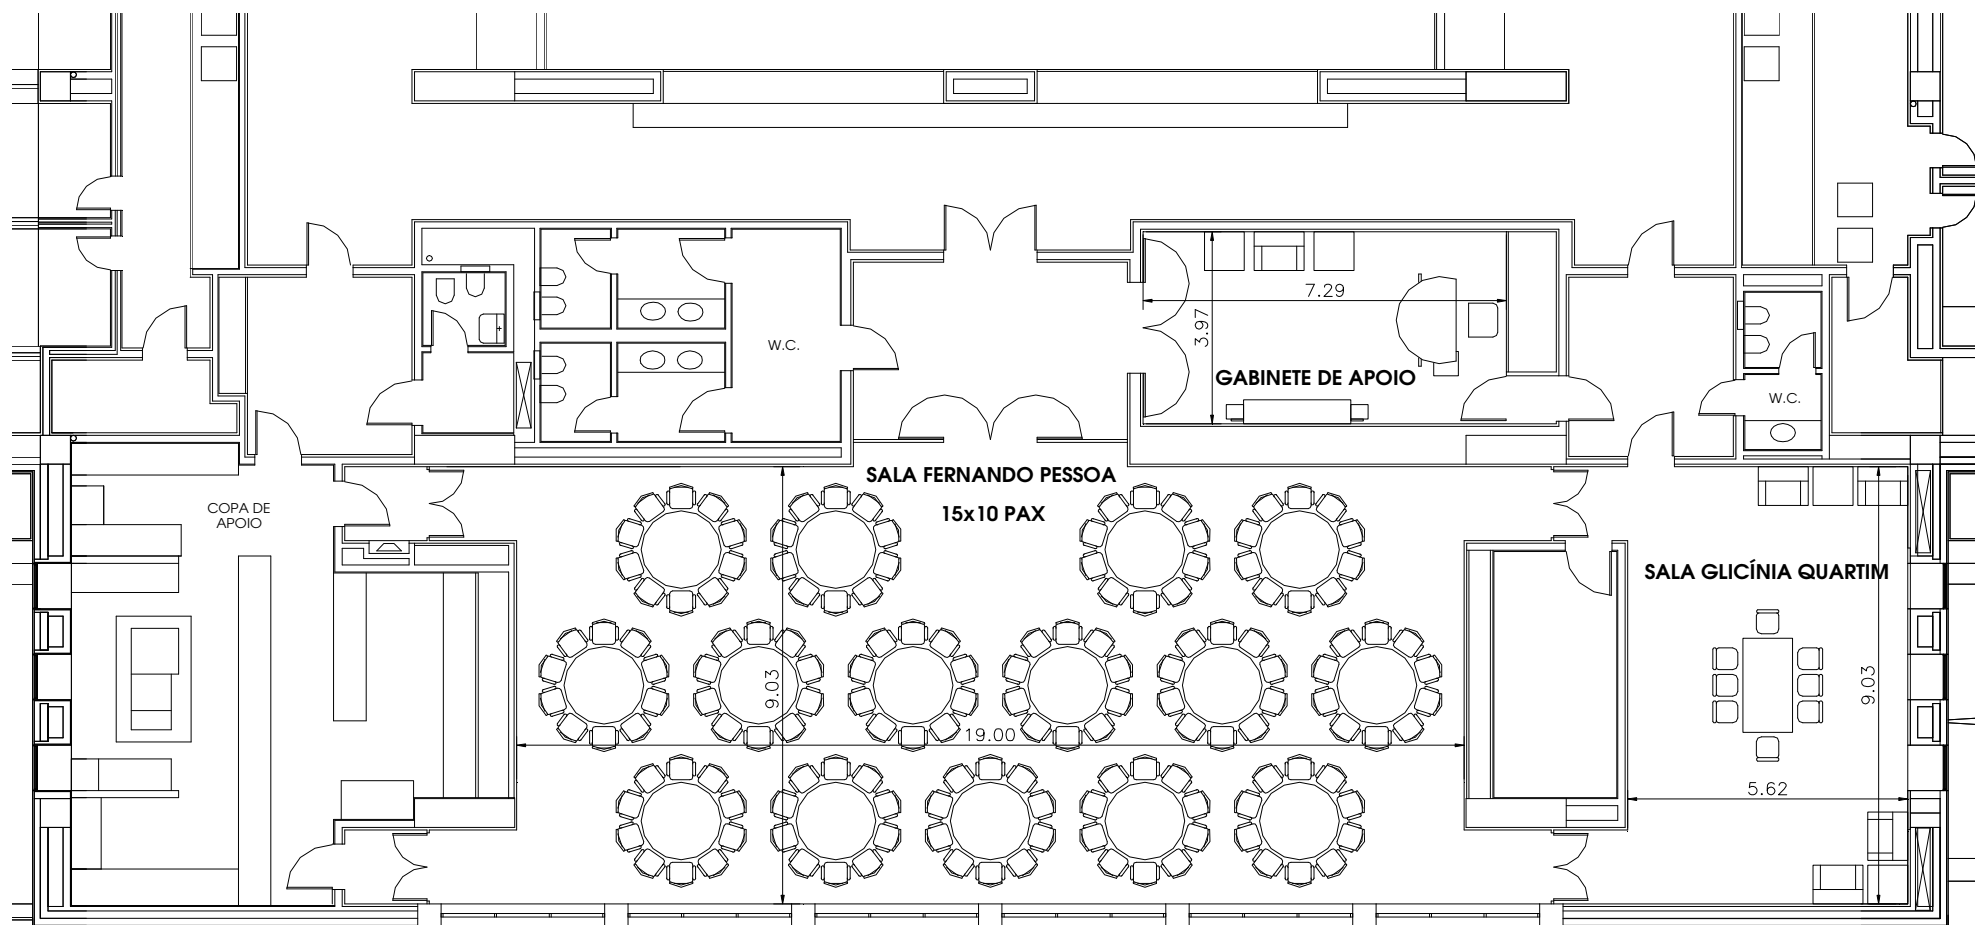 7.29
3.97
W.C.
GABINETE DE APOIO
W.C.
SALA FERNANDO PESSOA
15x10 PAX
COPA DE
APOIO
SALA GLICÍNIA QUARTIM
9.03
9.03
19.00
5.62